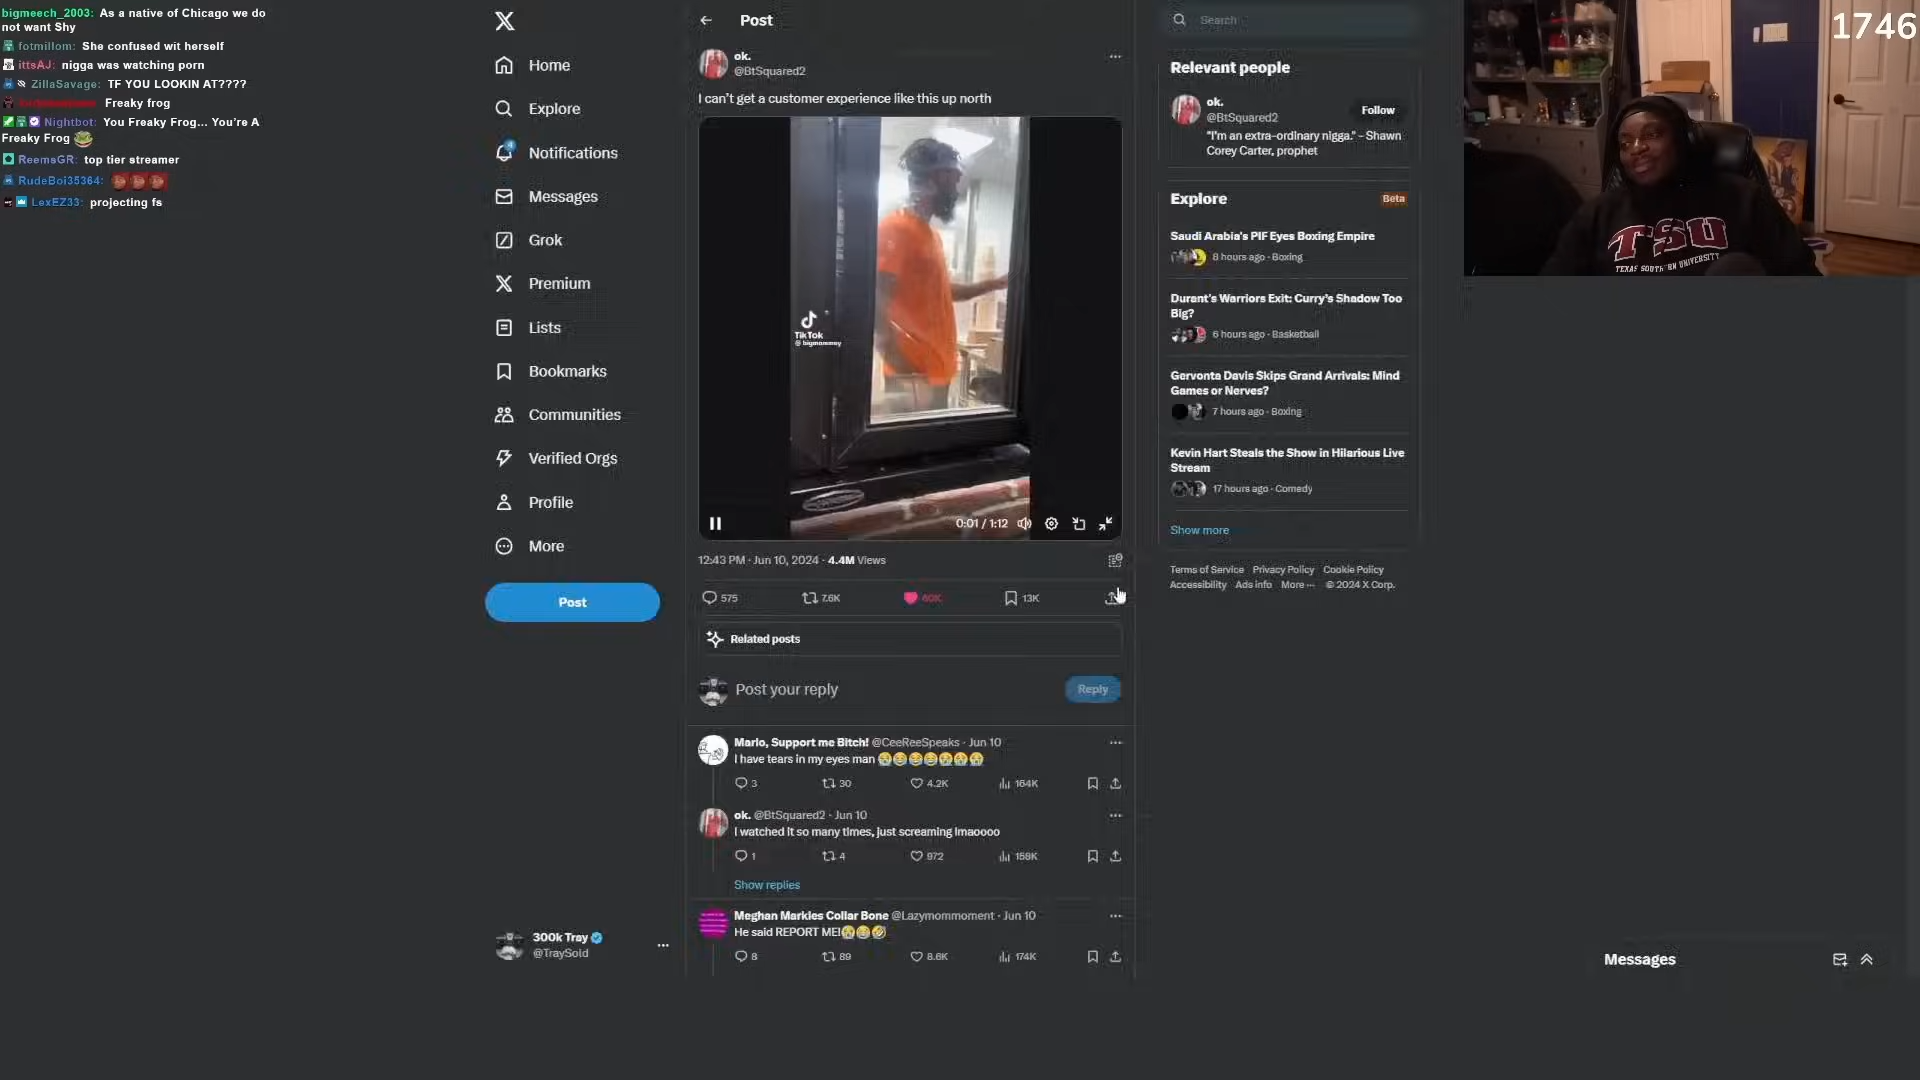 bigmeech_2003: As a native of Chicago we do
not want Shy
fotmillom: She confused wit herself
ittsAJ: nigga was watching porn
ZillaSavage: TF YOU LOOKIN AT????
Freaky frog
Nightbot: You Freaky Frog... You're A
Freaky Frog
ReemsGR: top tier streamer
RudeBoi35364:
LexEZ33: projecting fs
Home
Explore
Notifications
Messages
Grok
Premium
Lists
Bookmarks
Communities
Verified Orgs
Profile
More
Post
300k Tray
@TraySold
Post
ok.
@BtSquared2
I can't get a customer experience like this up north
TikTok
@bigmommey
0:01 / 1:12
12:43 PM · Jun 10, 2024 · 4.4M Views
575 7.6K 60K 13K
Related posts
Post your reply
Reply
Mario, Support me Bitch! @CeeReeSpeaks · Jun 10
I have tears in my eyes man 😭😂😂😂😭😭😭
3 30 4.2K 164K
ok. @BtSquared2 · Jun 10
I watched it so many times, just screaming lmaoooo
1 4 972 159K
Show replies
Meghan Markles Collar Bone @Lazymommoment · Jun 10
He said REPORT ME!😭😂🤣
8 89 8.6K 174K
Search
Relevant people
ok.
@BtSquared2
Follow
"I'm an extra-ordinary nigga." - Shawn
Corey Carter, prophet
Explore
Beta
Saudi Arabia's PIF Eyes Boxing Empire
8 hours ago · Boxing
Durant's Warriors Exit: Curry's Shadow Too
Big?
6 hours ago · Basketball
Gervonta Davis Skips Grand Arrivals: Mind
Games or Nerves?
7 hours ago · Boxing
Kevin Hart Steals the Show in Hilarious Live
Stream
17 hours ago · Comedy
Show more
Terms of Service Privacy Policy Cookie Policy
Accessibility Ads info More ··· © 2024 X Corp.
1746
TSU
TEXAS SOUTHERN UNIVERSITY
Messages